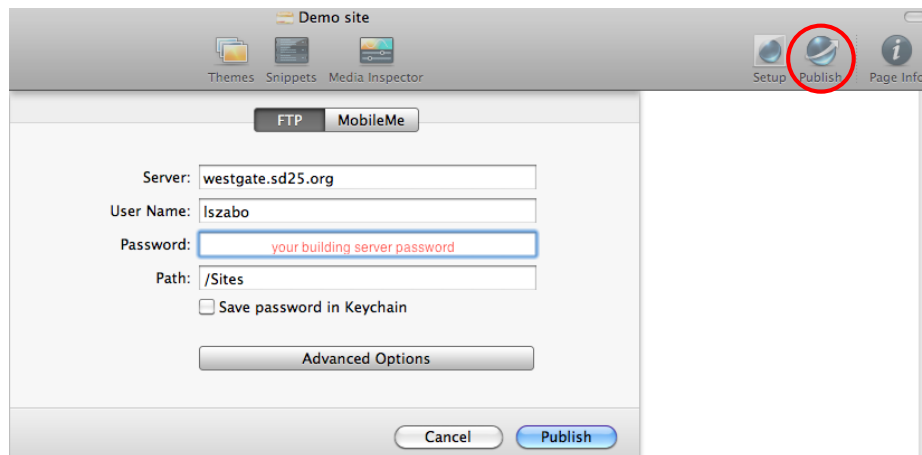 Demo site
Themes Snippets Media Inspector Setup Publish Page Info
FTP MobileMe
Server: westgate.sd25.org
User Name: lszabo
Password: your building server password
Path: /Sites
Save password in Keychain
Advanced Options
Cancel Publish